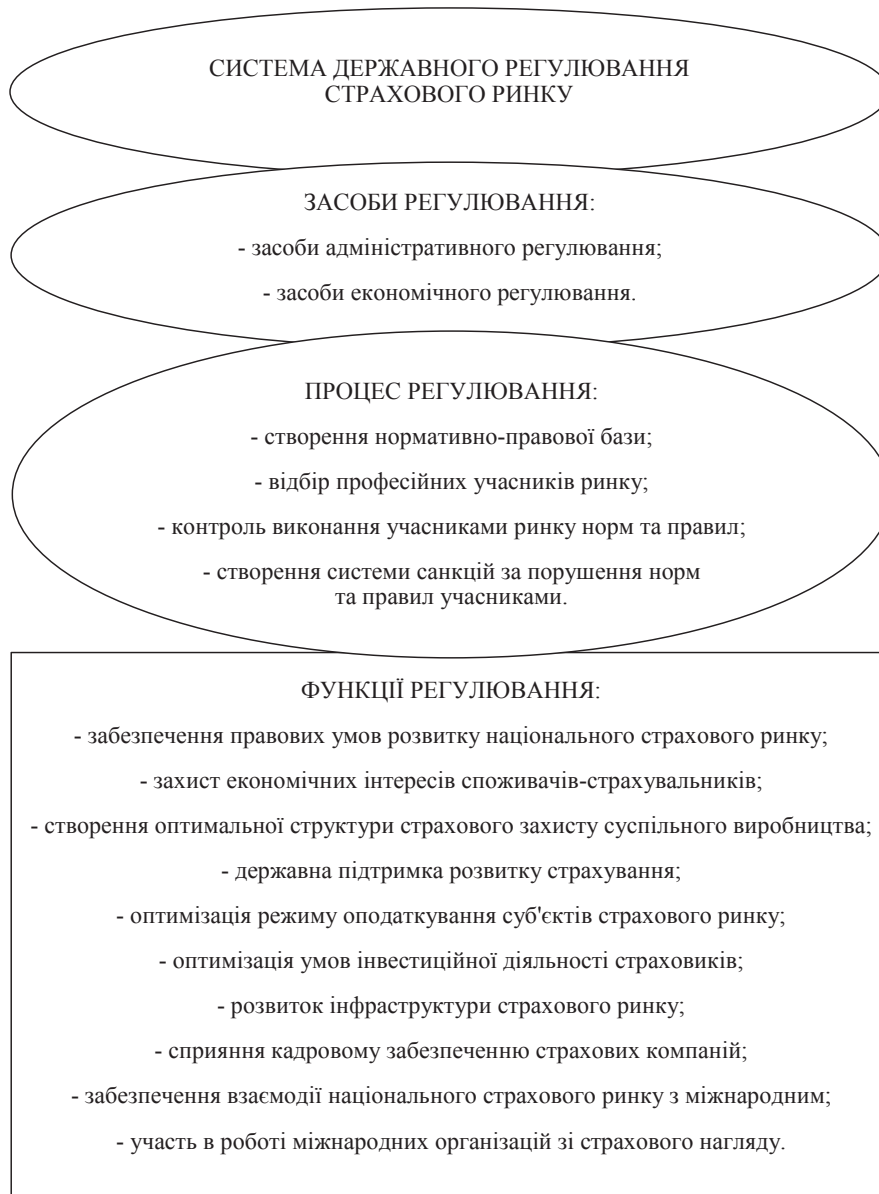 СИСТЕМА ДЕРЖАВНОГО РЕГУЛЮВАННЯ
СТРАХОВОГО РИНКУ
ЗАСОБИ РЕГУЛЮВАННЯ:
- засоби адміністративного регулювання;
- засоби економічного регулювання.
ПРОЦЕС РЕГУЛЮВАННЯ:
- створення нормативно-правової бази;
- відбір професійних учасників ринку;
- контроль виконання учасниками ринку норм та правил;
- створення системи санкцій за порушення норм
та правил учасниками.
ФУНКЦІЇ РЕГУЛЮВАННЯ:
- забезпечення правових умов розвитку національного страхового ринку;
- захист економічних інтересів споживачів-страхувальників;
- створення оптимальної структури страхового захисту суспільного виробництва;
- державна підтримка розвитку страхування;
- оптимізація режиму оподаткування суб'єктів страхового ринку;
- оптимізація умов інвестиційної діяльності страховиків;
- розвиток інфраструктури страхового ринку;
- сприяння кадровому забезпеченню страхових компаній;
- забезпечення взаємодії національного страхового ринку з міжнародним;
- участь в роботі міжнародних організацій зі страхового нагляду.